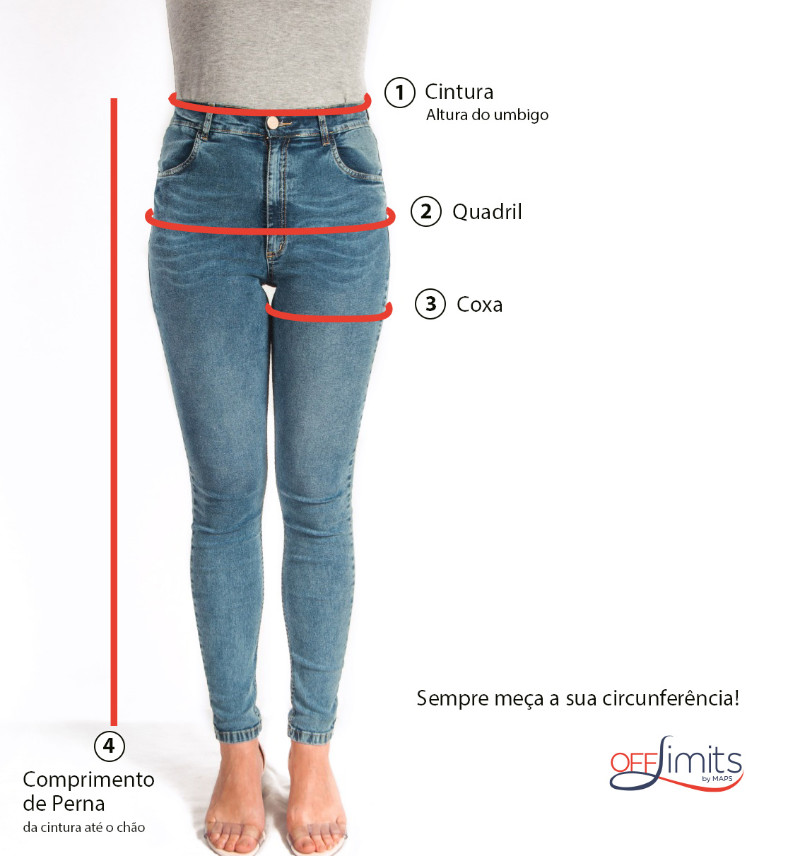 1 Cintura
Altura do umbigo
2 Quadril
3 Coxa
Sempre meça a sua circunferência!
4
Comprimento
de Perna
da cintura até o chão
OFF Limits
by MAPS